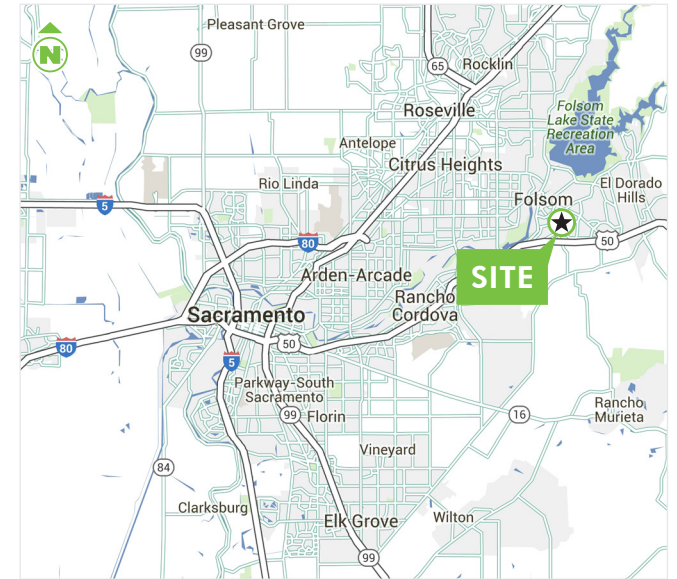 Pleasant Grove
N
99
65
Rocklin
Roseville
Folsom
Lake State
Recreation
Area
Antelope
Citrus Heights
Rio Linda
El Dorado
Hills
Folsom
5
80
50
SITE
Arden-Arcade
Rancho
Cordova
Sacramento
50
80
5
Parkway-South
Sacramento
99
Florin
16
Rancho
Murieta
Vineyard
84
Clarksburg
Elk Grove
Wilton
99